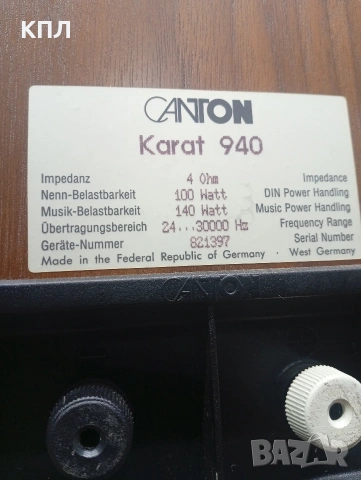 КПЛ
CANTON
Karat 940
Impedanz 4 Ohm Impedance
Nenn-Belastbarkeit 100 Watt DIN Power Handling
Musik-Belastbarkeit 140 Watt Music Power Handling
Übertragungsbereich 24...30000 Hz Frequency Range
Geräte-Nummer 821397 Serial Number
Made in the Federal Republic of Germany · West Germany
CANTON
BAZAR